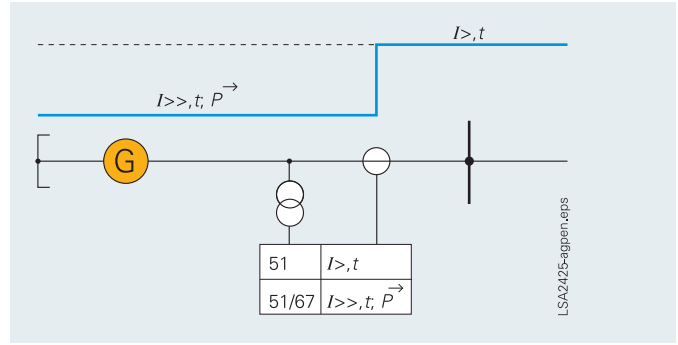 I>,t
I>>,t; P→
G
51 I>,t
51/67 I>>,t; P→
LSA2425-agpen.eps